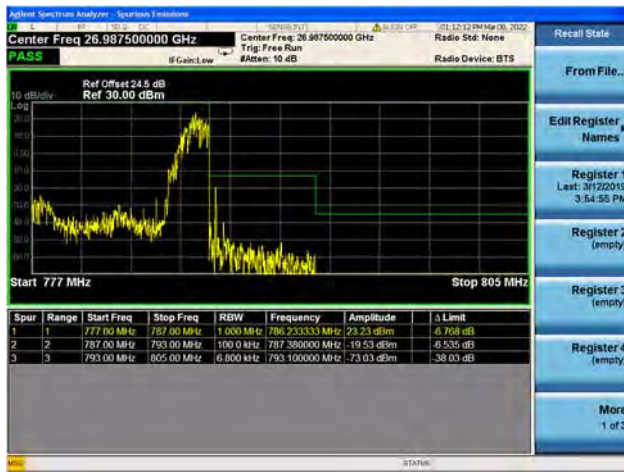 Agilent Spectrum Analyzer - Spurious Emissions
SENSE:INT
ALIGN OFF
01:12:12 PM Mar 08, 2022
Center Freq 26.987500000 GHz
Center Freq: 26.987500000 GHz
Radio Std: None
Trig: Free Run
PASS
IFGain:Low
#Atten: 10 dB
Radio Device: BTS
Ref Offset 24.5 dB
10 dB/div
Ref 30.00 dBm
Log
Start 777 MHz
Stop 805 MHz
Spur Range Start Freq Stop Freq RBW Frequency Amplitude Δ Limit
1 1 777.00 MHz 787.00 MHz 1.000 MHz 786.233333 MHz 23.23 dBm -6.768 dB
2 2 787.00 MHz 793.00 MHz 100.0 kHz 787.380000 MHz -19.53 dBm -6.535 dB
3 3 793.00 MHz 805.00 MHz 6.800 kHz 793.100000 MHz -73.03 dBm -38.03 dB
MSG
STATUS
Recall State
From File...
Edit Register Names
Register 1
Last: 3/12/2019
3:54:55 PM
Register 2
(empty)
Register 3
(empty)
Register 4
(empty)
More
1 of 3